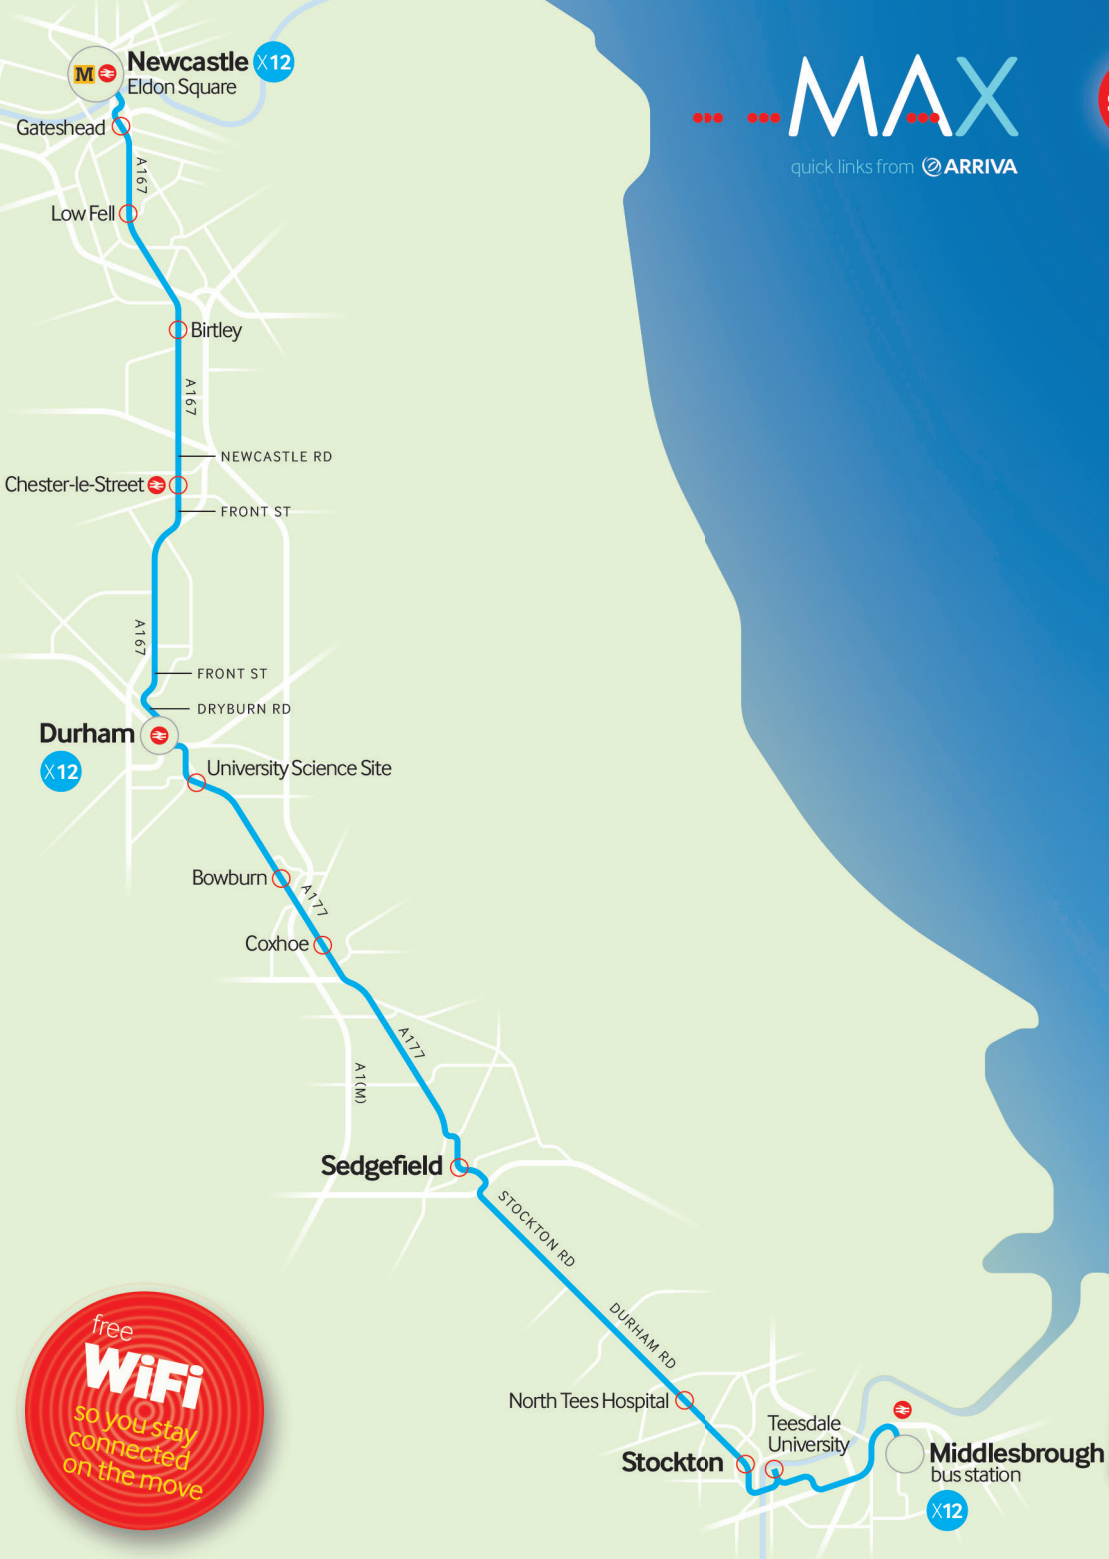 Newcastle X12
Eldon Square
M
MAX
quick links from ARRIVA
Gateshead
A167
Low Fell
Birtley
A167
NEWCASTLE RD
Chester-le-Street
FRONT ST
A167
FRONT ST
DRYBURN RD
Durham
X12
University Science Site
Bowburn
A177
Coxhoe
A177
A1(M)
Sedgefield
STOCKTON RD
DURHAM RD
North Tees Hospital
Teesdale
University
Stockton
Middlesbrough
bus station
X12
free
WiFi
so you stay
connected
on the move